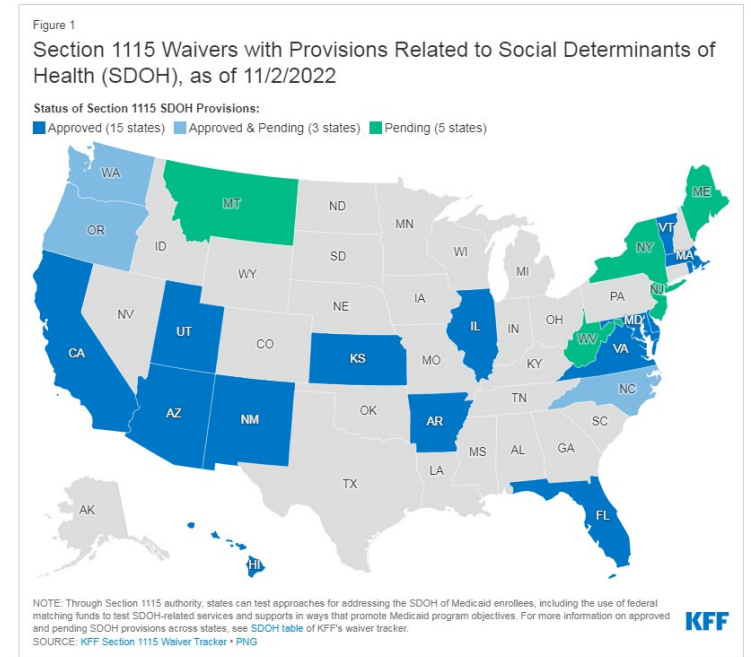 Figure 1
Section 1115 Waivers with Provisions Related to Social Determinants of
Health (SDOH), as of 11/2/2022
Status of Section 1115 SDOH Provisions:
Approved (15 states) Approved & Pending (3 states) Pending (5 states)
WA
MT
ME
ND
MN
VT
OR
ID
SD
WI
NY
MA
WY
MI
NE
IA
PA
NJ
NV
UT
IL
IN
OH
MD
CA
CO
KS
MO
WV
VA
KY
AZ
NM
OK
AR
TN
NC
SC
MS
AL
GA
TX
LA
AK
FL
HI
NOTE: Through Section 1115 authority, states can test approaches for addressing the SDOH of Medicaid enrollees, including the use of federal
matching funds to test SDOH-related services and supports in ways that promote Medicaid program objectives. For more information on approved
and pending SDOH provisions across states, see SDOH table of KFF's waiver tracker.
SOURCE: KFF Section 1115 Waiver Tracker • PNG
KFF